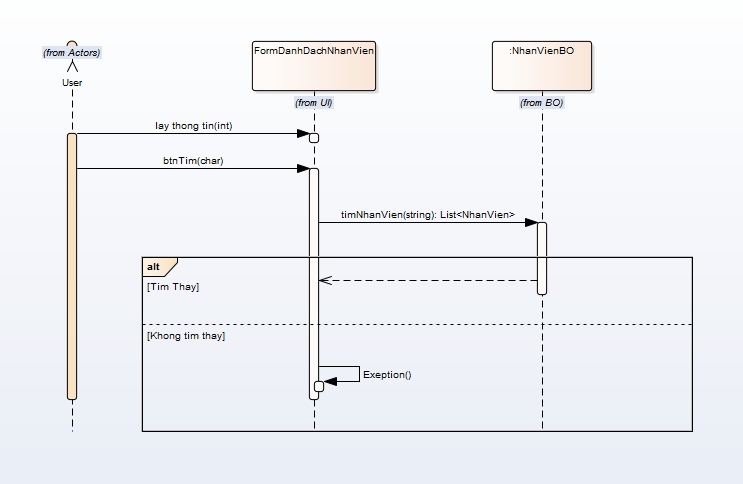 (from Actors)
User
FormDanhDachNhanVien
(from UI)
:NhanVienBO
(from BO)
lay thong tin(int)
btnTim(char)
timNhanVien(string): List<NhanVien>
alt
[Tim Thay]
[Khong tim thay]
Exeption()